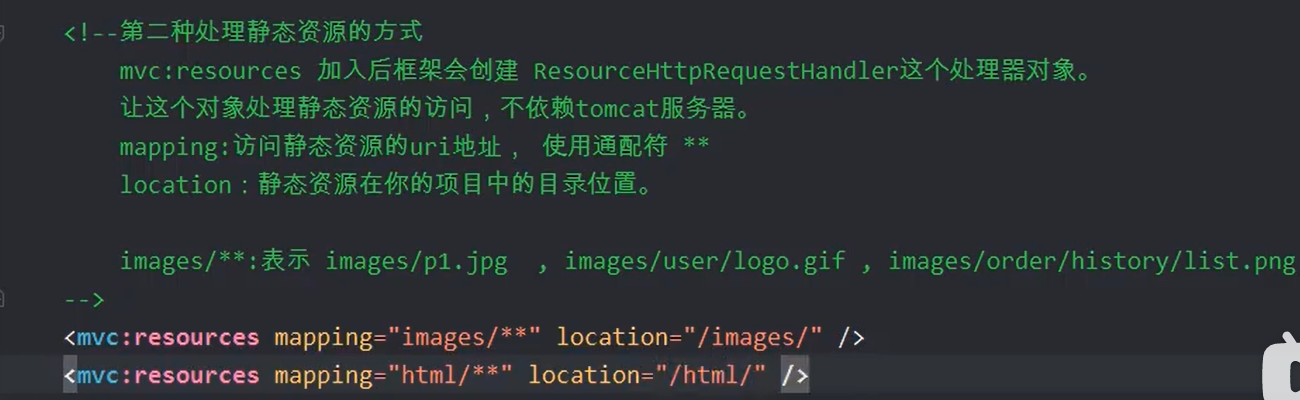 <!--第二种处理静态资源的方式
mvc:resources 加入后框架会创建 ResourceHttpRequestHandler这个处理器对象。
让这个对象处理静态资源的访问，不依赖tomcat服务器。
mapping:访问静态资源的uri地址， 使用通配符 **
location：静态资源在你的项目中的目录位置。
images/**:表示 images/p1.jpg  , images/user/logo.gif , images/order/history/list.png
-->
<mvc:resources mapping="images/**" location="/images/" />
<mvc:resources mapping="html/**" location="/html/" />